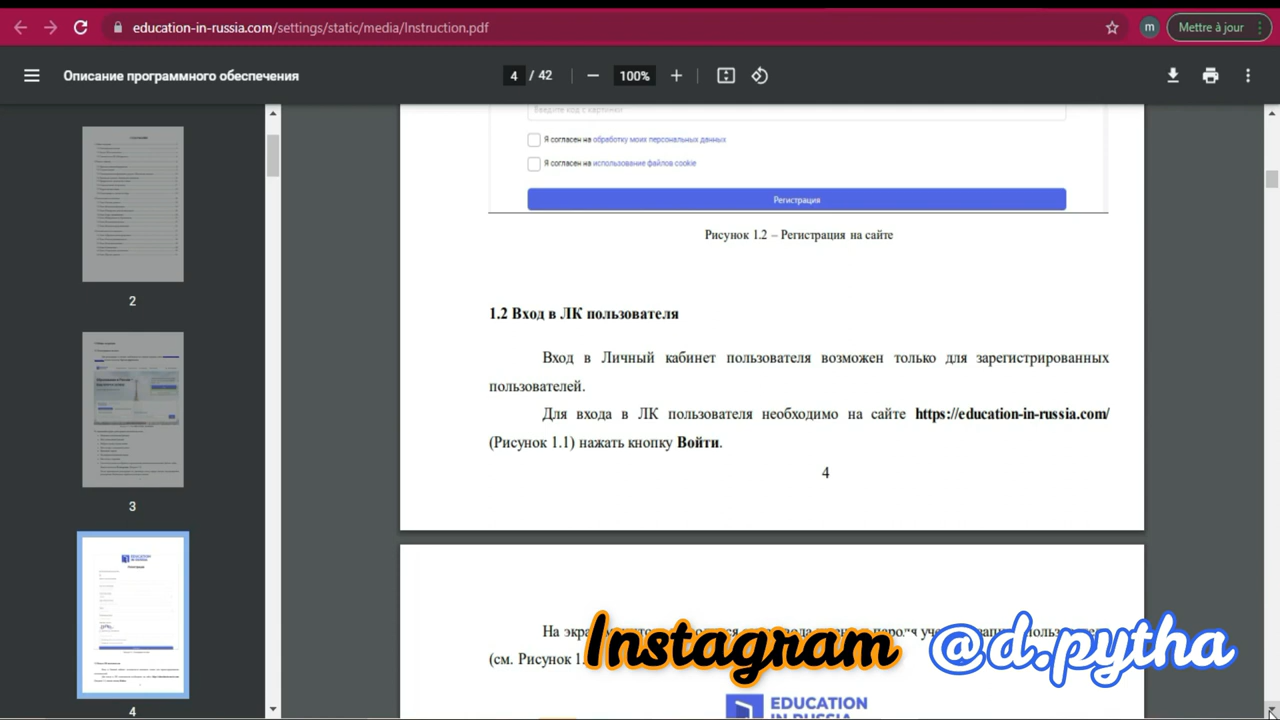 education-in-russia.com/settings/static/media/Instruction.pdf
m
Mettre à jour
Описание программного обеспечения
4 / 42
100%
2
3
4
Введите код с картинки
Я согласен на обработку моих персональных данных
Я согласен на использование файлов cookie
Регистрация
Рисунок 1.2 – Регистрация на сайте
1.2 Вход в ЛК пользователя
Вход в Личный кабинет пользователя возможен только для зарегистрированных
пользователей.
Для входа в ЛК пользователя необходимо на сайте https://education-in-russia.com/
(Рисунок 1.1) нажать кнопку Войти.
4
На
(см. Рисунок 1
Instagram @d.pytha
EDUCATION
IN RUSSIA